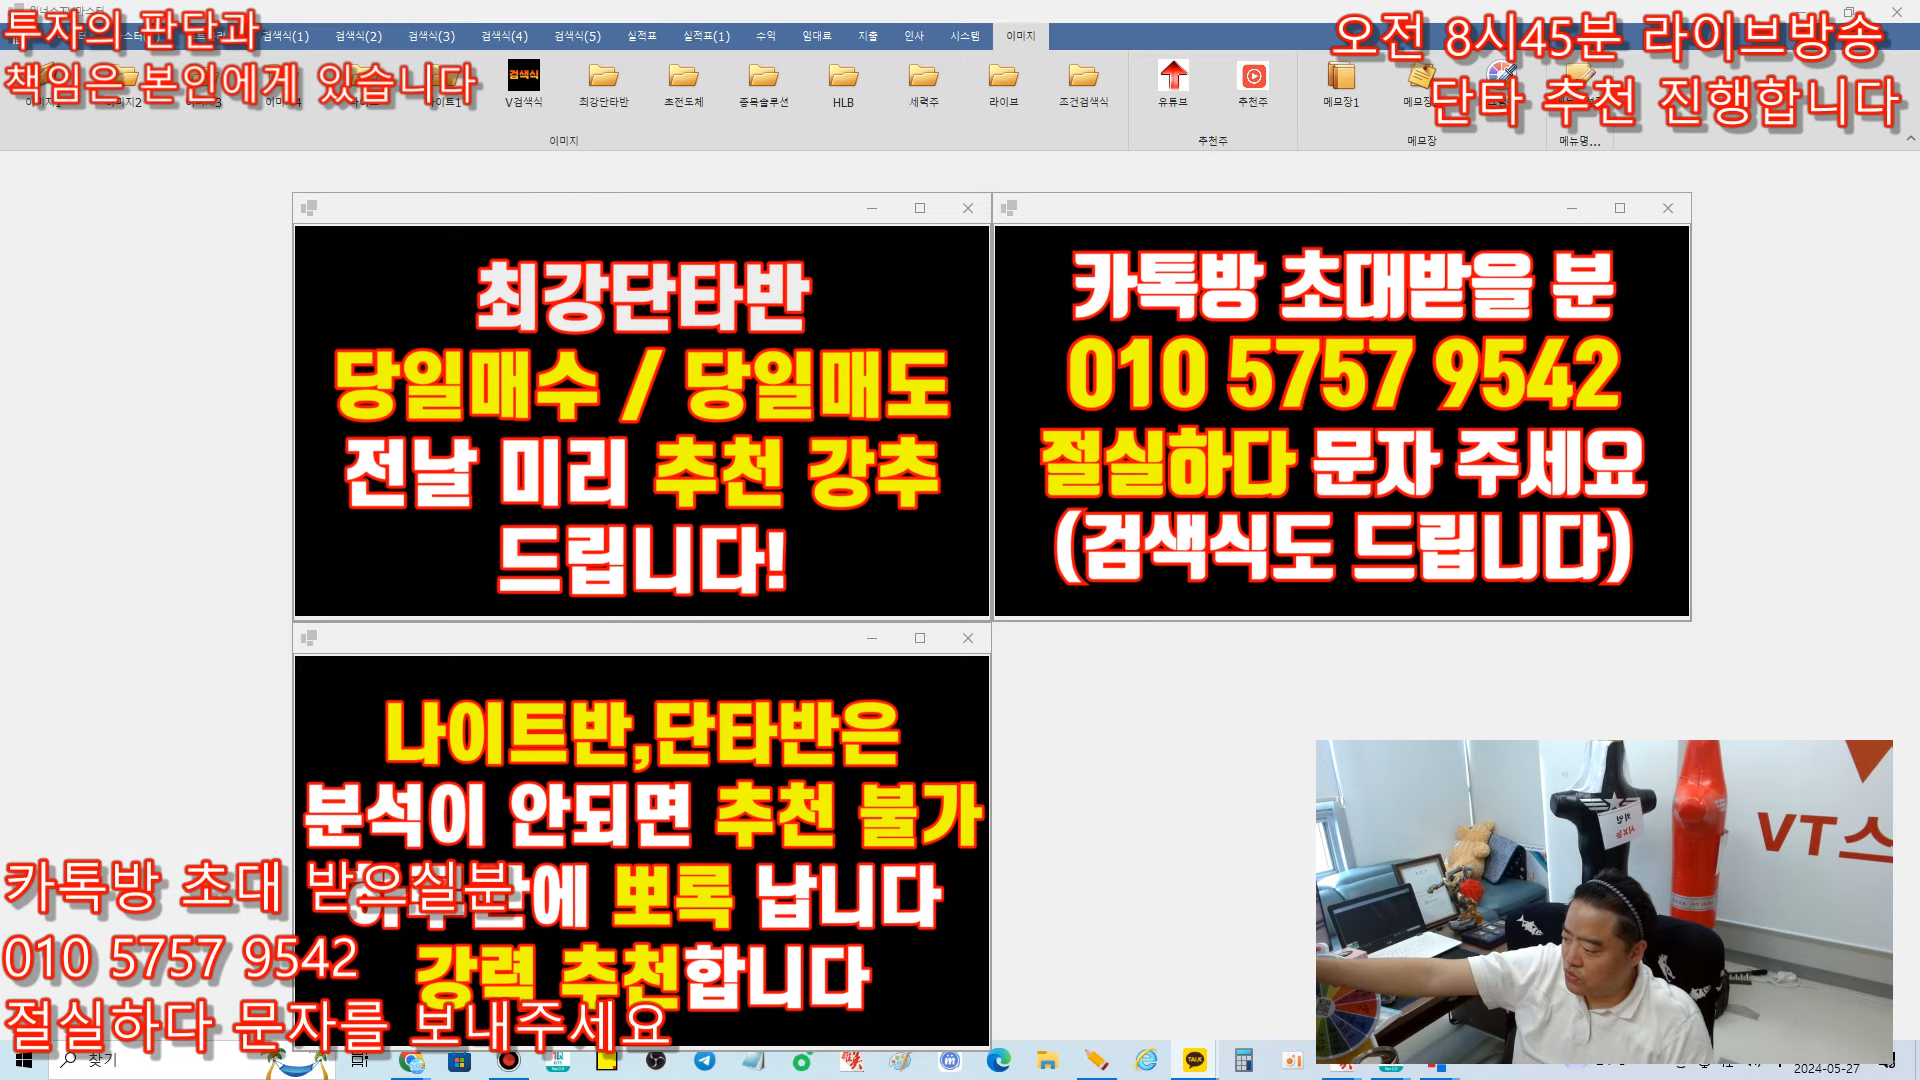 투자의 판단과
책임은 본인에게 있습니다
오전 8시45분 라이브방송
단타 추천 진행합니다
검색식(1) 검색식(2) 검색식(3) 검색식(4) 검색식(5) 실적표 실적표(1) 수익 임대료 지출 인사 시스템 이미지
검색식
V검색식 최강단타반 초전도체 종목솔루션 HLB 세력주 라이브 조건검색식 유튜브 추천주 메모장1
이미지 추천주 메모장 메뉴명...
최강단타반
당일매수 / 당일매도
전날 미리 추천 강추
드립니다!
카톡방 초대받을 분
010 5757 9542
절실하다 문자 주세요
(검색식도 드립니다)
나이트반,단타반은
분석이 안되면 추천 불가
뽀록 납니다
강력 추천합니다
카톡방 초대 받으실분
010 5757 9542
절실하다 문자를 보내주세요
VT스
찾기
TALK
2024-05-27